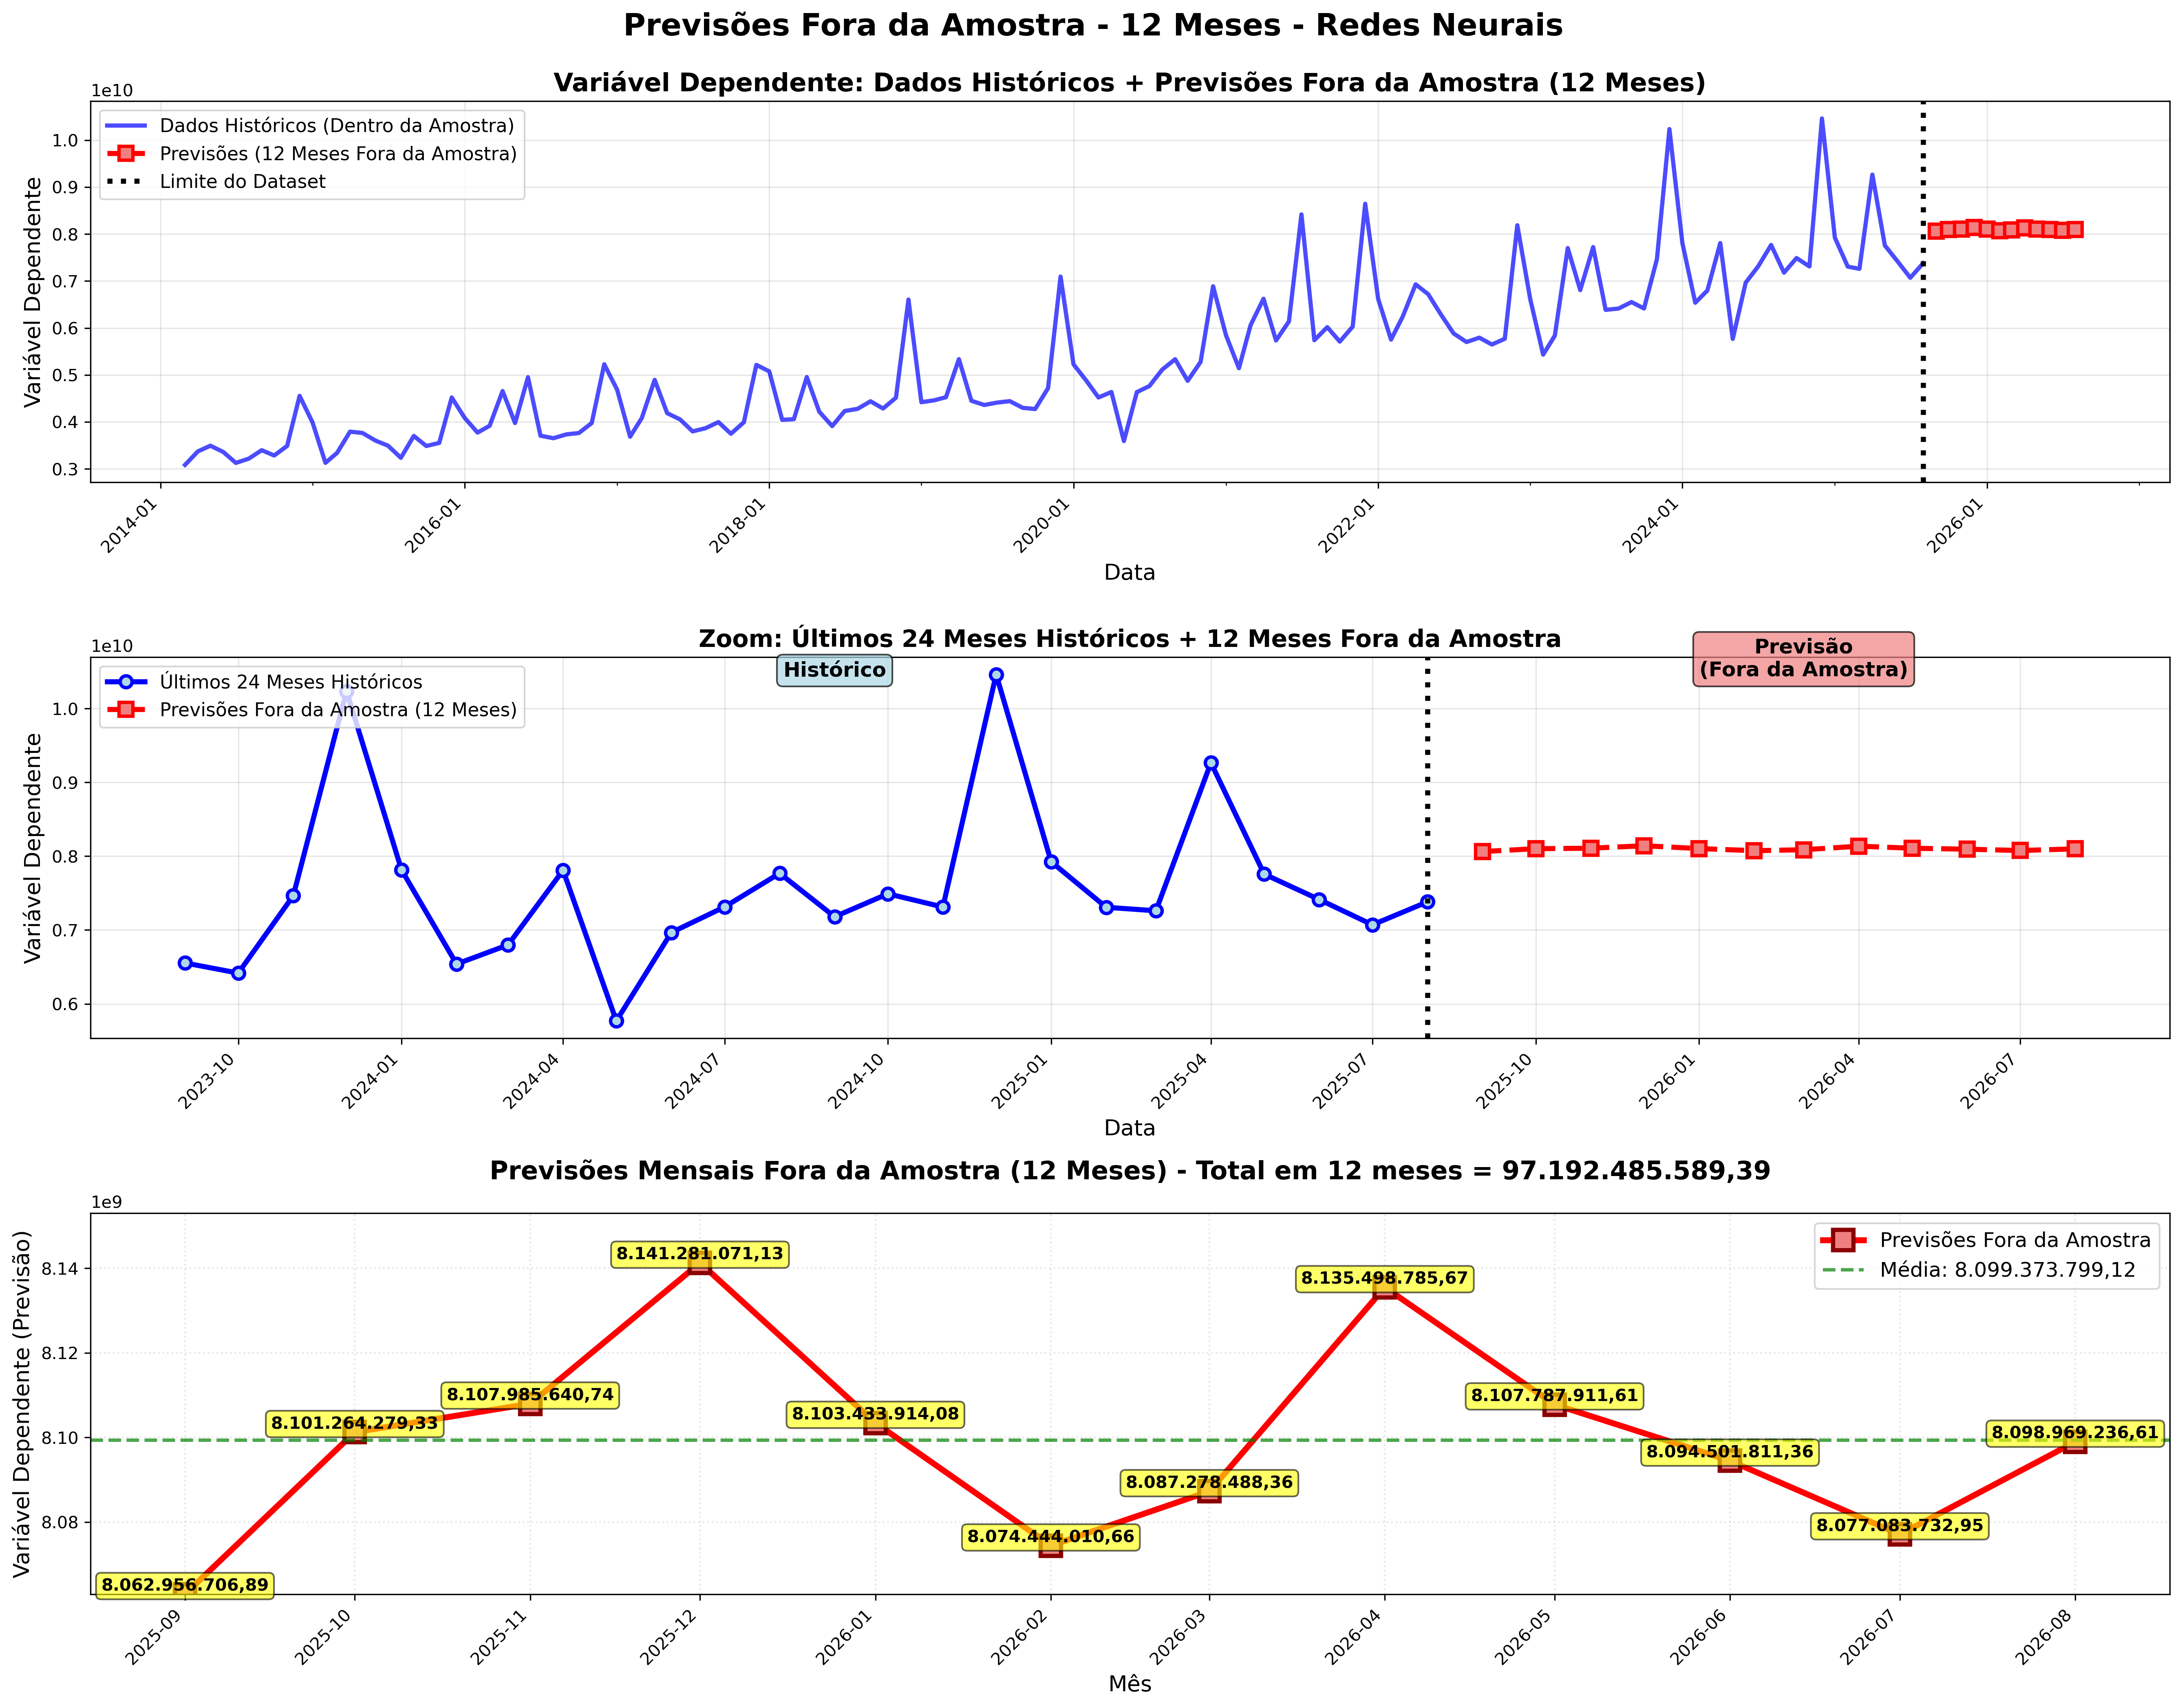 Previsões Fora da Amostra - 12 Meses - Redes Neurais
Variável Dependente: Dados Históricos + Previsões Fora da Amostra (12 Meses)
1e10
Dados Históricos (Dentro da Amostra)
Previsões (12 Meses Fora da Amostra)
Limite do Dataset
Variável Dependente
1.0
0.9
0.8
0.7
0.6
0.5
0.4
0.3
2014-01
2016-01
2018-01
2020-01
2022-01
2024-01
2026-01
Data
Zoom: Últimos 24 Meses Históricos + 12 Meses Fora da Amostra
1e10
Últimos 24 Meses Históricos
Previsões Fora da Amostra (12 Meses)
Histórico
Previsão
(Fora da Amostra)
Variável Dependente
1.0
0.9
0.8
0.7
0.6
2023-10
2024-01
2024-04
2024-07
2024-10
2025-01
2025-04
2025-07
2025-10
2026-01
2026-04
2026-07
Data
Previsões Mensais Fora da Amostra (12 Meses) - Total em 12 meses = 97.192.485.589,39
1e9
Previsões Fora da Amostra
Média: 8.099.373.799,12
Variável Dependente (Previsão)
8.14
8.12
8.10
8.08
8.062.956.706,89
8.101.264.279,33
8.107.985.640,74
8.141.281.071,13
8.103.433.914,08
8.074.444.010,66
8.087.278.488,36
8.135.498.785,67
8.107.787.911,61
8.094.501.811,36
8.077.083.732,95
8.098.969.236,61
2025-09
2025-10
2025-11
2025-12
2026-01
2026-02
2026-03
2026-04
2026-05
2026-06
2026-07
2026-08
Mês